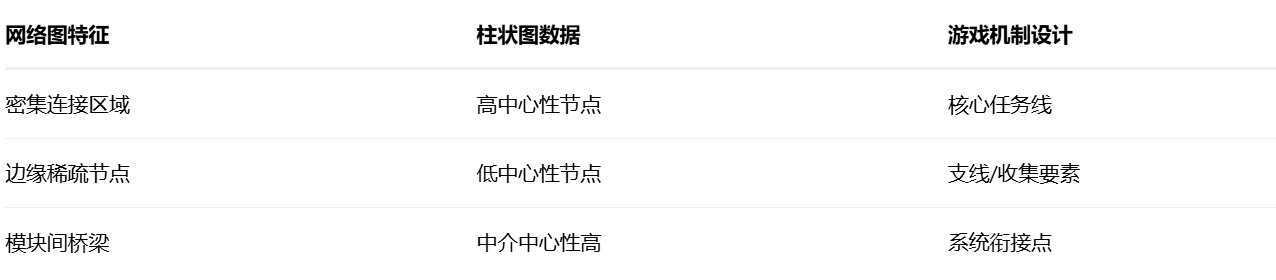 网络图特征 柱状图数据 游戏机制设计
密集连接区域 高中心性节点 核心任务线
边缘稀疏节点 低中心性节点 支线/收集要素
模块间桥梁 中介中心性高 系统衔接点